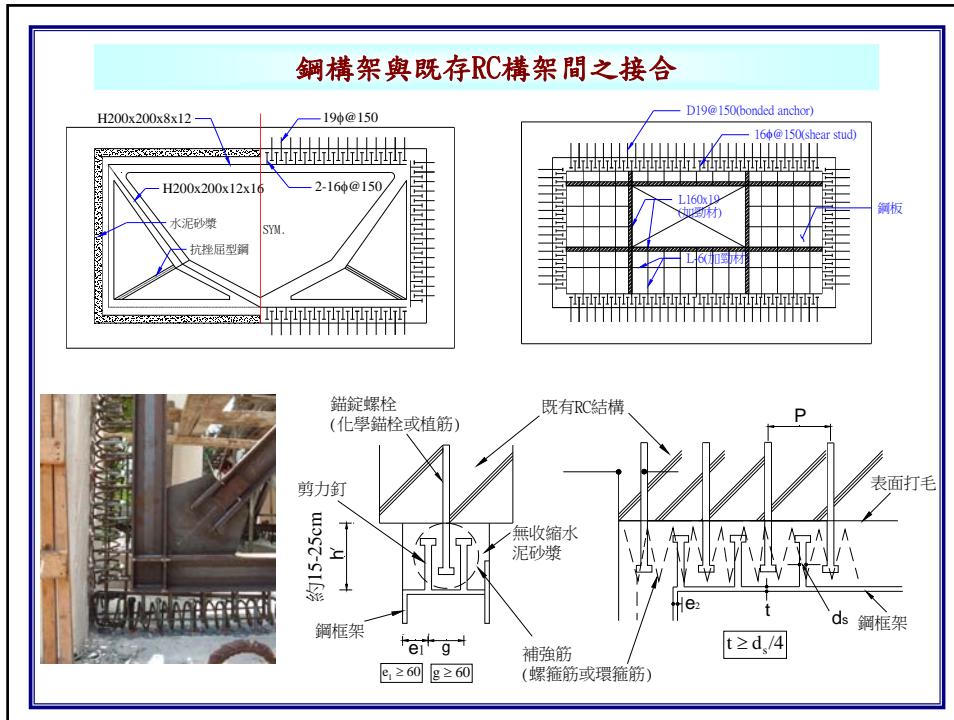 鋼構架與既存RC構架間之接合
H200x200x8x12
19ϕ@150
H200x200x12x16
2-16ϕ@150
水泥砂漿
SYM.
抗挫屈型鋼
D19@150(bonded anchor)
16ϕ@150(shear stud)
L160x19
(加勁材)
鋼板
L-6(加勁材)
錨錠螺栓
(化學錨栓或植筋)
既有RC結構
P
剪力釘
表面打毛
約15-25cm
h'
無收縮水
泥砂漿
鋼框架
e1
g
e₁ ≥ 60
g ≥ 60
補強筋
(螺箍筋或環箍筋)
e2
t
ds
鋼框架
t ≥ dₛ/4